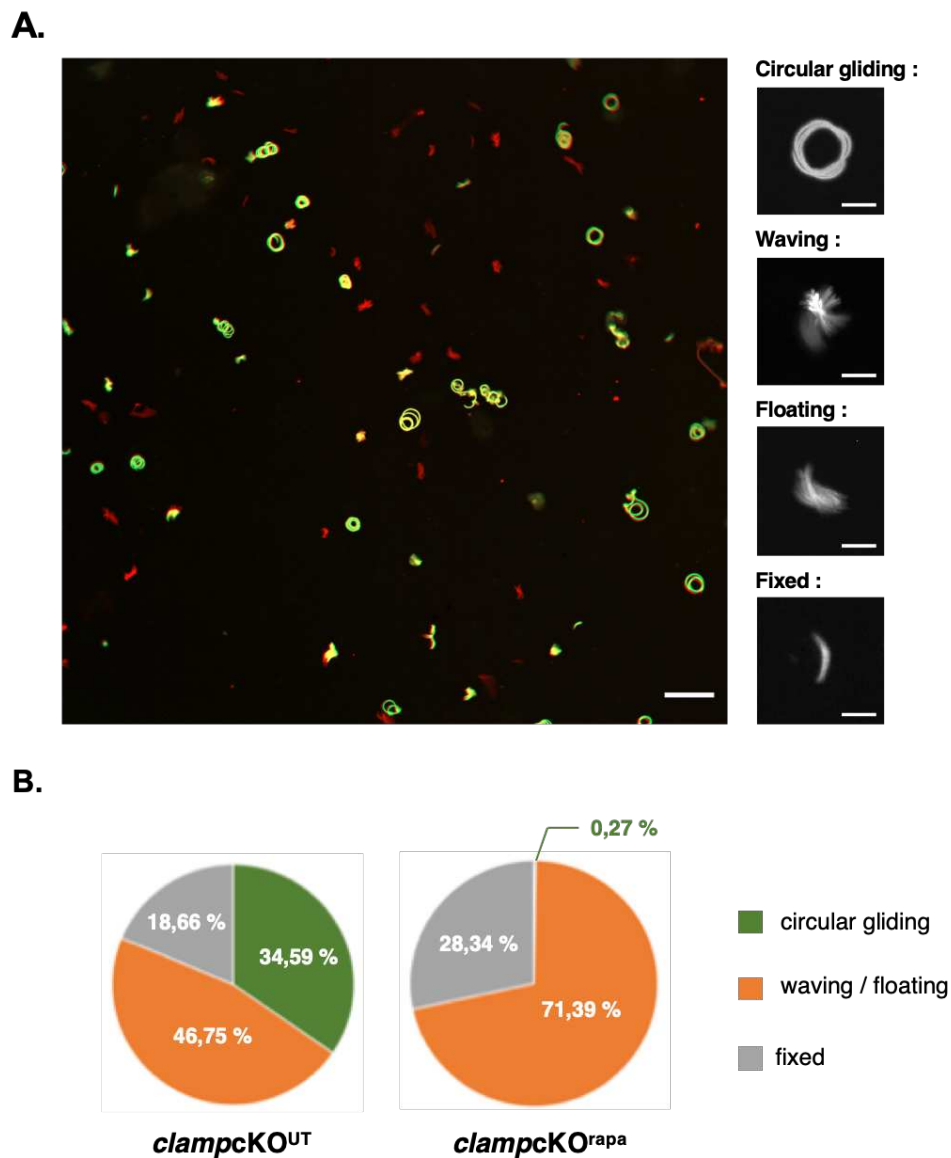 A.
Circular gliding :
Waving :
Floating :
Fixed :
B.
0,27 %
18,66 %
34,59 %
46,75 %
28,34 %
71,39 %
circular gliding
waving / floating
fixed
clampcKOUT
clampcKOrapa